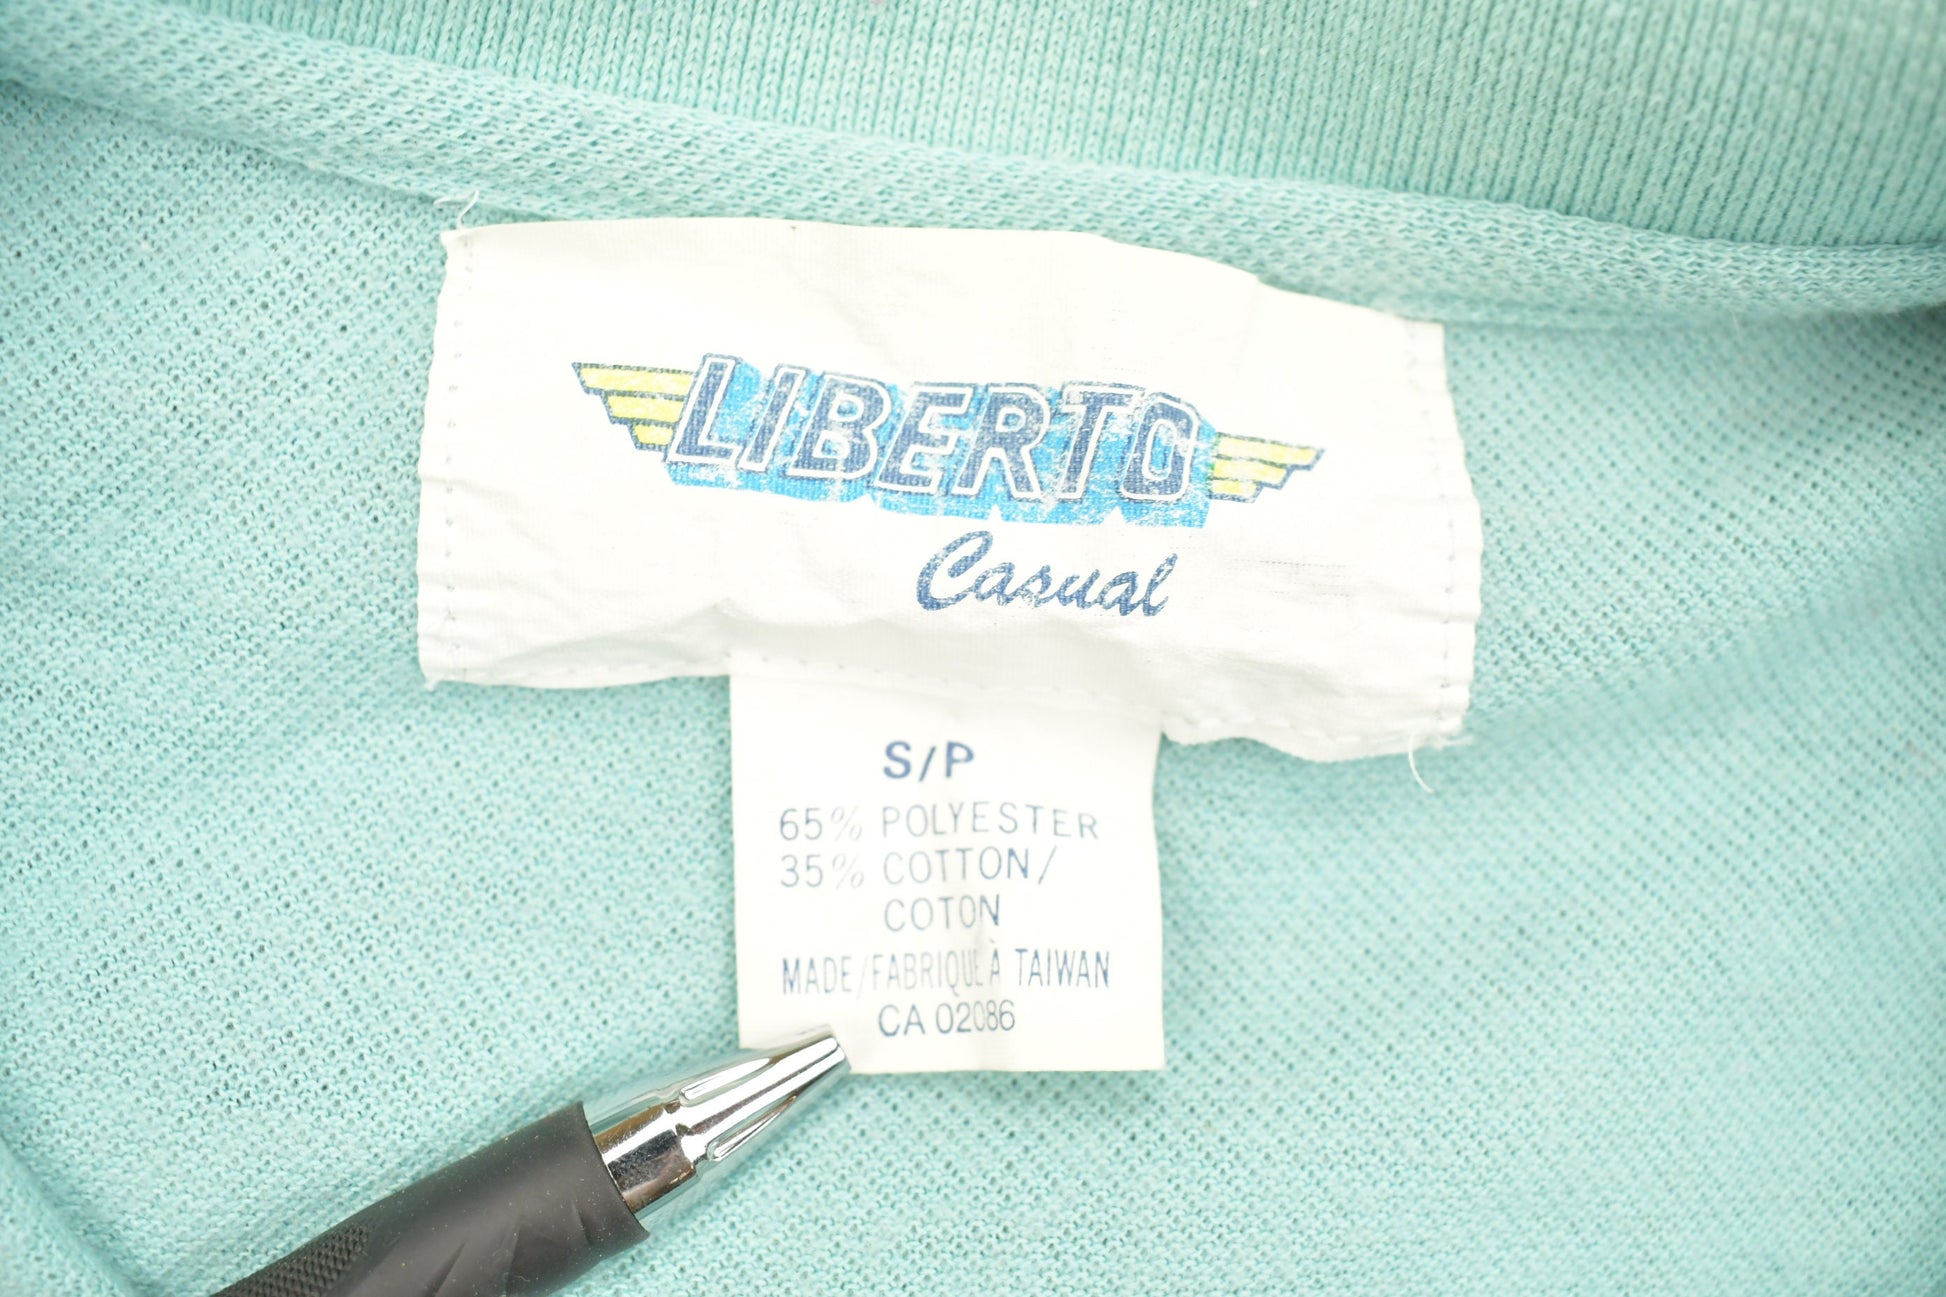 LIBERTO
Casual
S/P
65% POLYESTER
35% COTTON/
COTON
MADE/FABRIQUÉ À TAIWAN
CA 02086